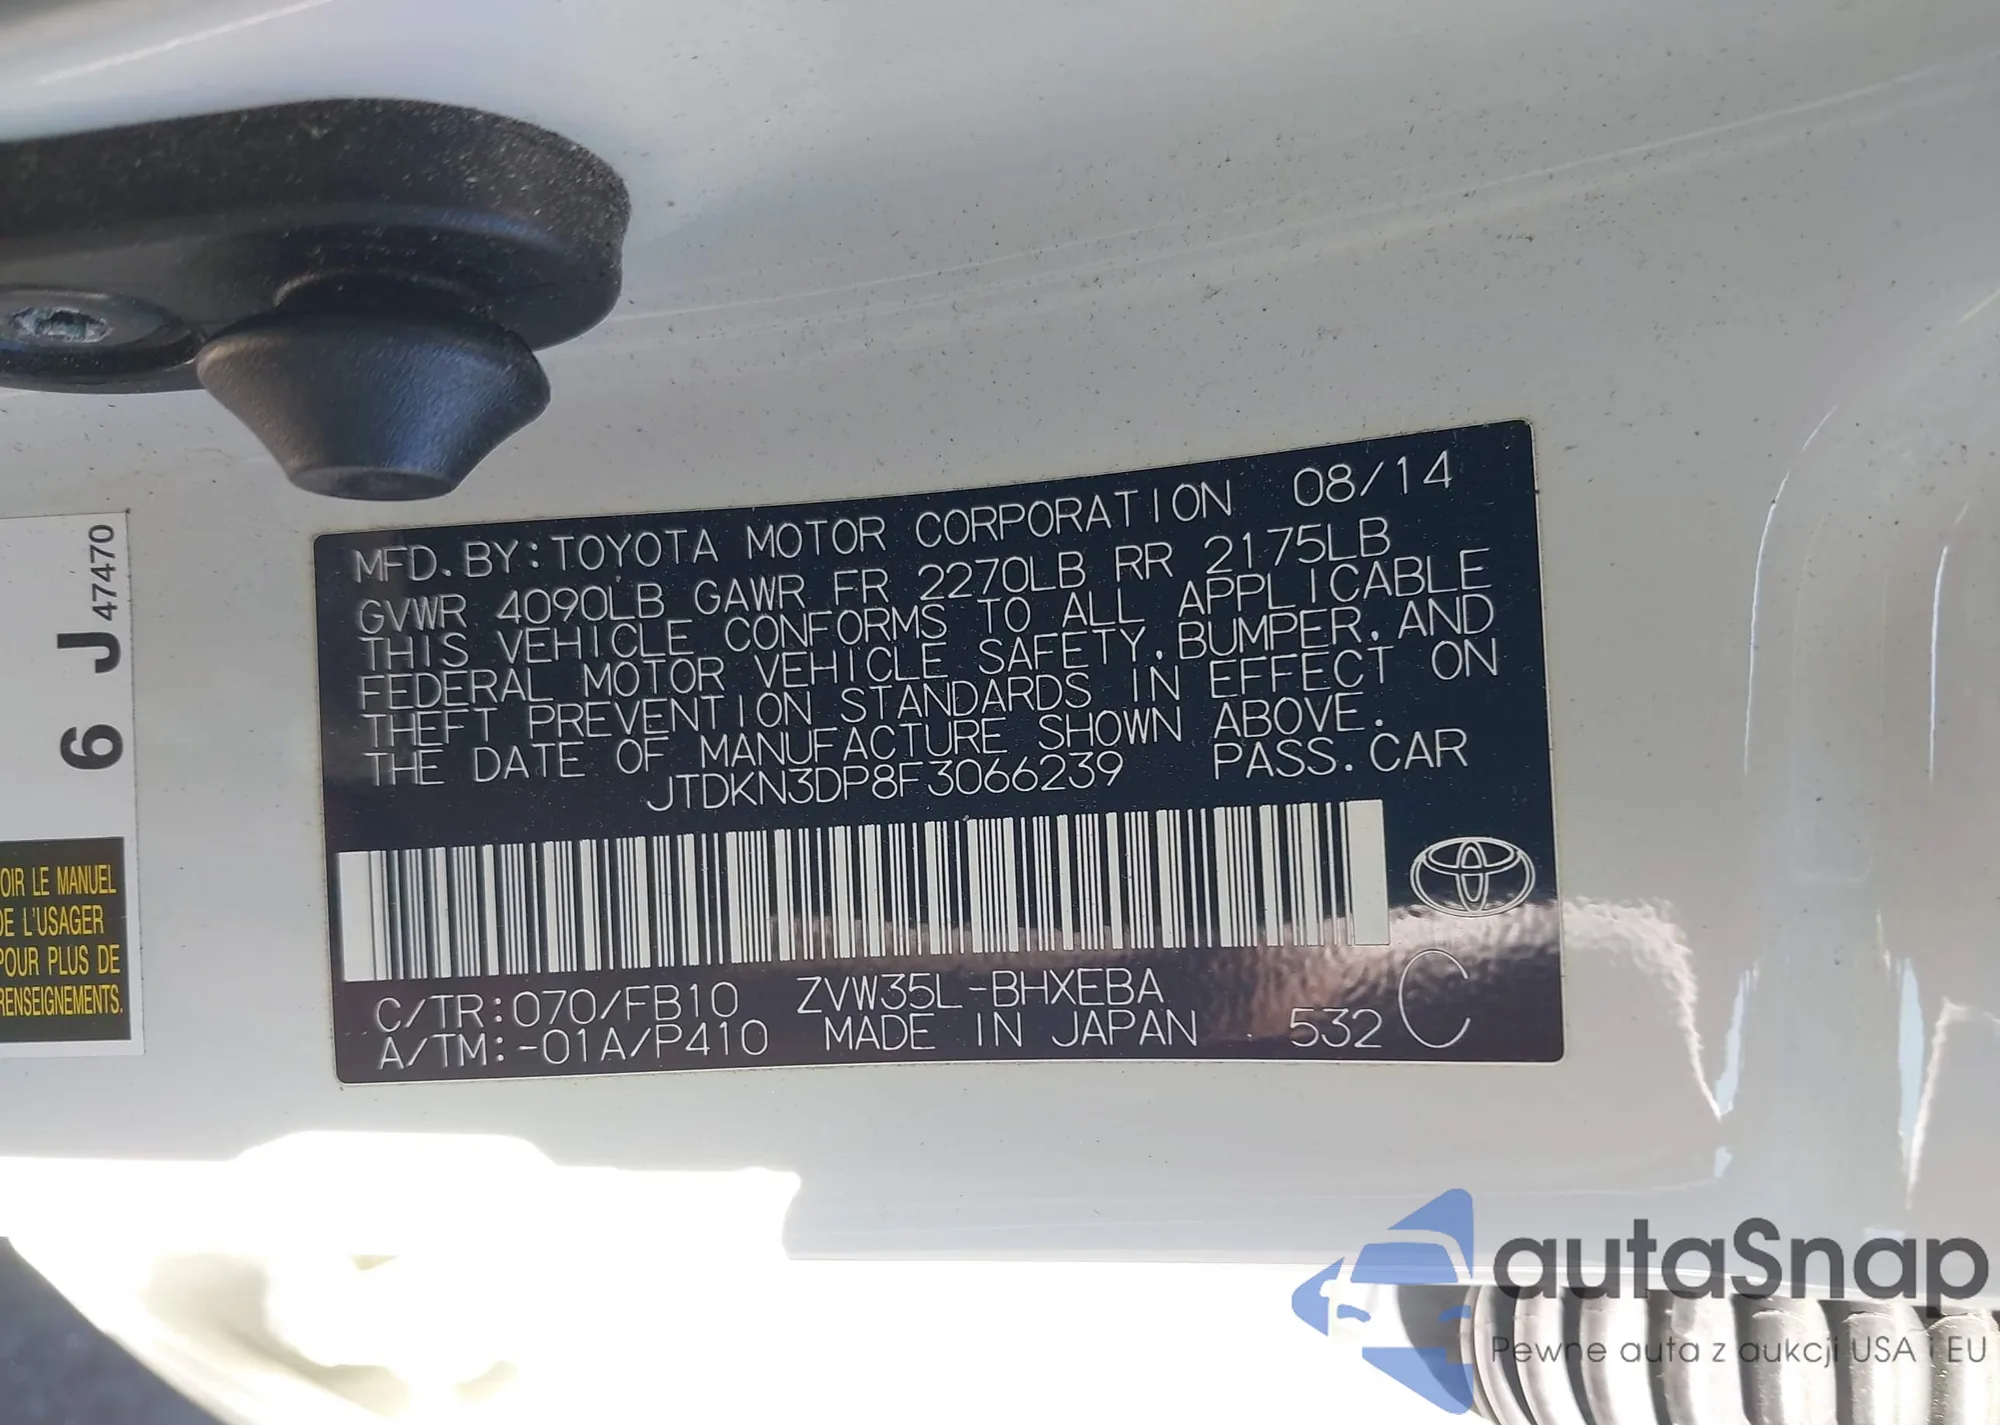 MFD. BY: TOYOTA MOTOR CORPORATION 08/14
GVWR 4090LB GAWR FR 2270LB RR 2175LB
THIS VEHICLE CONFORMS TO ALL APPLICABLE
FEDERAL MOTOR VEHICLE SAFETY, BUMPER, AND
THEFT PREVENTION STANDARDS IN EFFECT ON
THE DATE OF MANUFACTURE SHOWN ABOVE.
JTDKN3DP8F3066239 PASS. CAR
C/TR: 070/FB10 ZVW35L-BHXEBA
A/TM: -01A/P410 MADE IN JAPAN 532 C
6 J 47470
OIR LE MANUEL
DE L'USAGER
POUR PLUS DE
RENSEIGNEMENTS.
autaSnap
Pewne auta z aukcji USA i EU